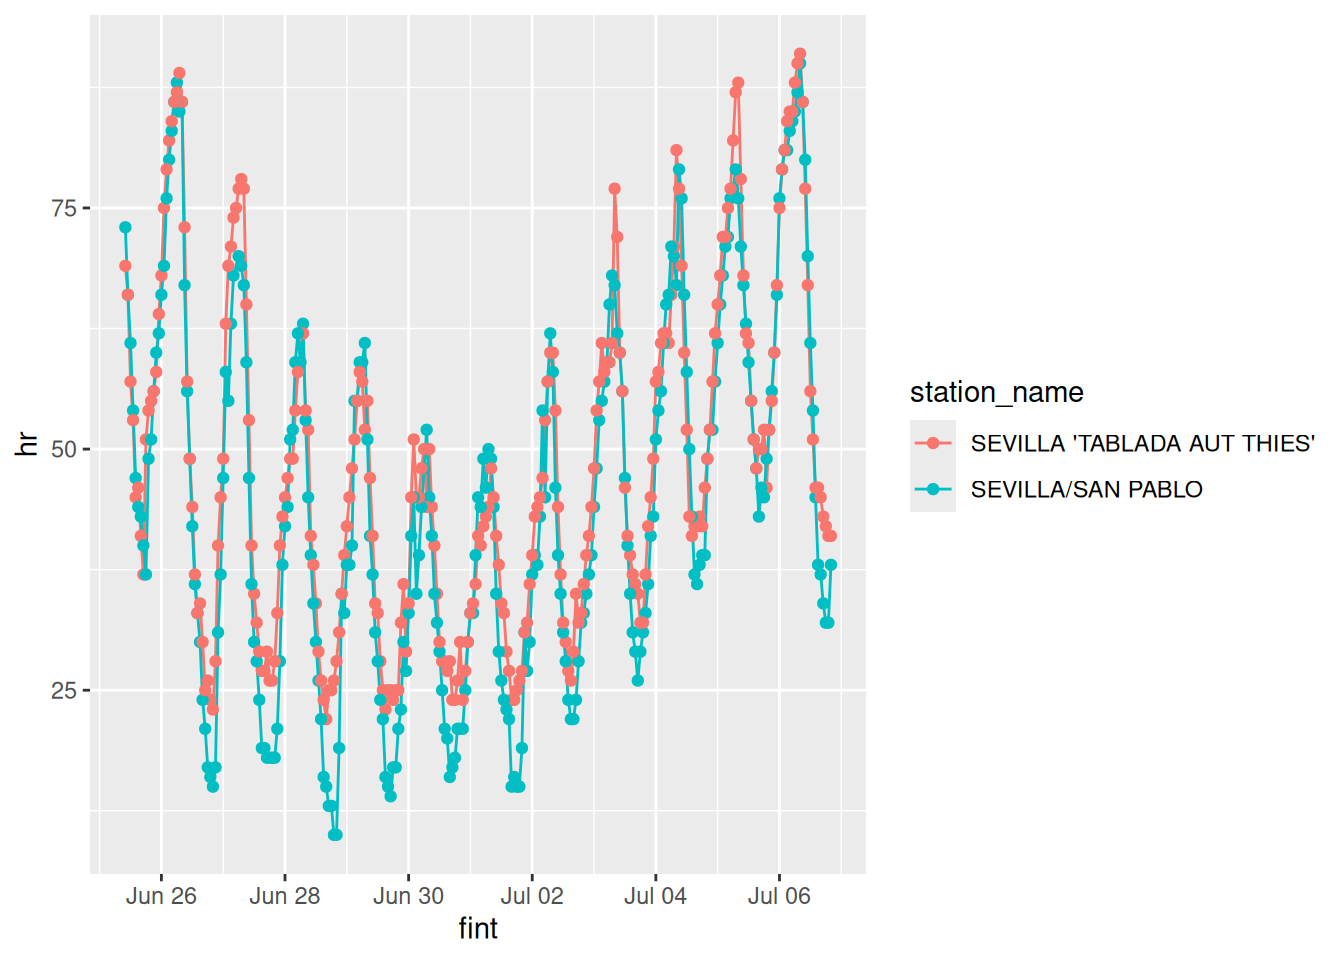 hr
75
50
25
Jun 26
Jun 28
Jun 30
Jul 02
Jul 04
Jul 06
fint
station_name
SEVILLA 'TABLADA AUT THIES'
SEVILLA/SAN PABLO